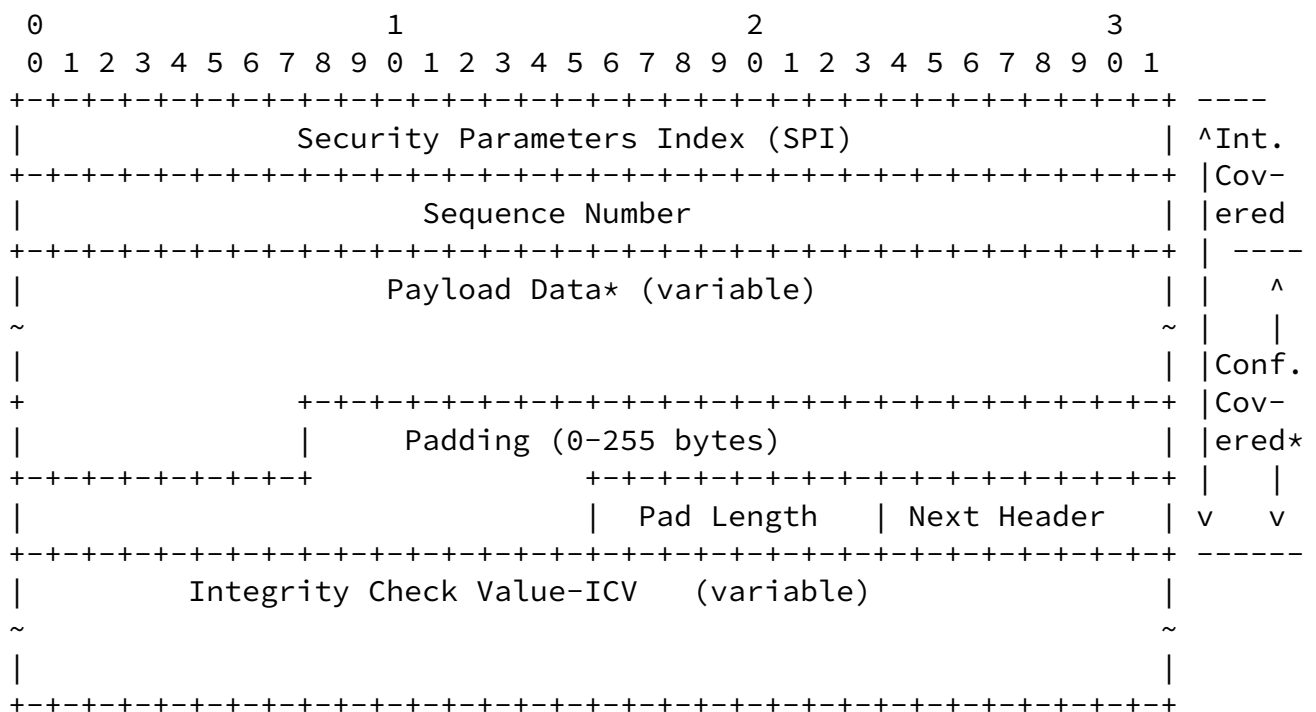 0                   1                   2                   3
 0 1 2 3 4 5 6 7 8 9 0 1 2 3 4 5 6 7 8 9 0 1 2 3 4 5 6 7 8 9 0 1
+-+-+-+-+-+-+-+-+-+-+-+-+-+-+-+-+-+-+-+-+-+-+-+-+-+-+-+-+-+-+-+-+ ----
|               Security Parameters Index (SPI)                 | ^Int.
+-+-+-+-+-+-+-+-+-+-+-+-+-+-+-+-+-+-+-+-+-+-+-+-+-+-+-+-+-+-+-+-+ |Cov-
|                      Sequence Number                          | |ered
+-+-+-+-+-+-+-+-+-+-+-+-+-+-+-+-+-+-+-+-+-+-+-+-+-+-+-+-+-+-+-+-+ | ----
|                    Payload Data* (variable)                   | |   ^
~                                                               ~ |   |
|                                                               | |Conf.
+               +-+-+-+-+-+-+-+-+-+-+-+-+-+-+-+-+-+-+-+-+-+-+-+-+ |Cov-
|               |     Padding (0-255 bytes)                     | |ered*
+-+-+-+-+-+-+-+-+               +-+-+-+-+-+-+-+-+-+-+-+-+-+-+-+-+ |   |
|                               |  Pad Length   | Next Header   | v   v
+-+-+-+-+-+-+-+-+-+-+-+-+-+-+-+-+-+-+-+-+-+-+-+-+-+-+-+-+-+-+-+-+ ------
|         Integrity Check Value-ICV   (variable)                |
~                                                               ~
|                                                               |
+-+-+-+-+-+-+-+-+-+-+-+-+-+-+-+-+-+-+-+-+-+-+-+-+-+-+-+-+-+-+-+-+